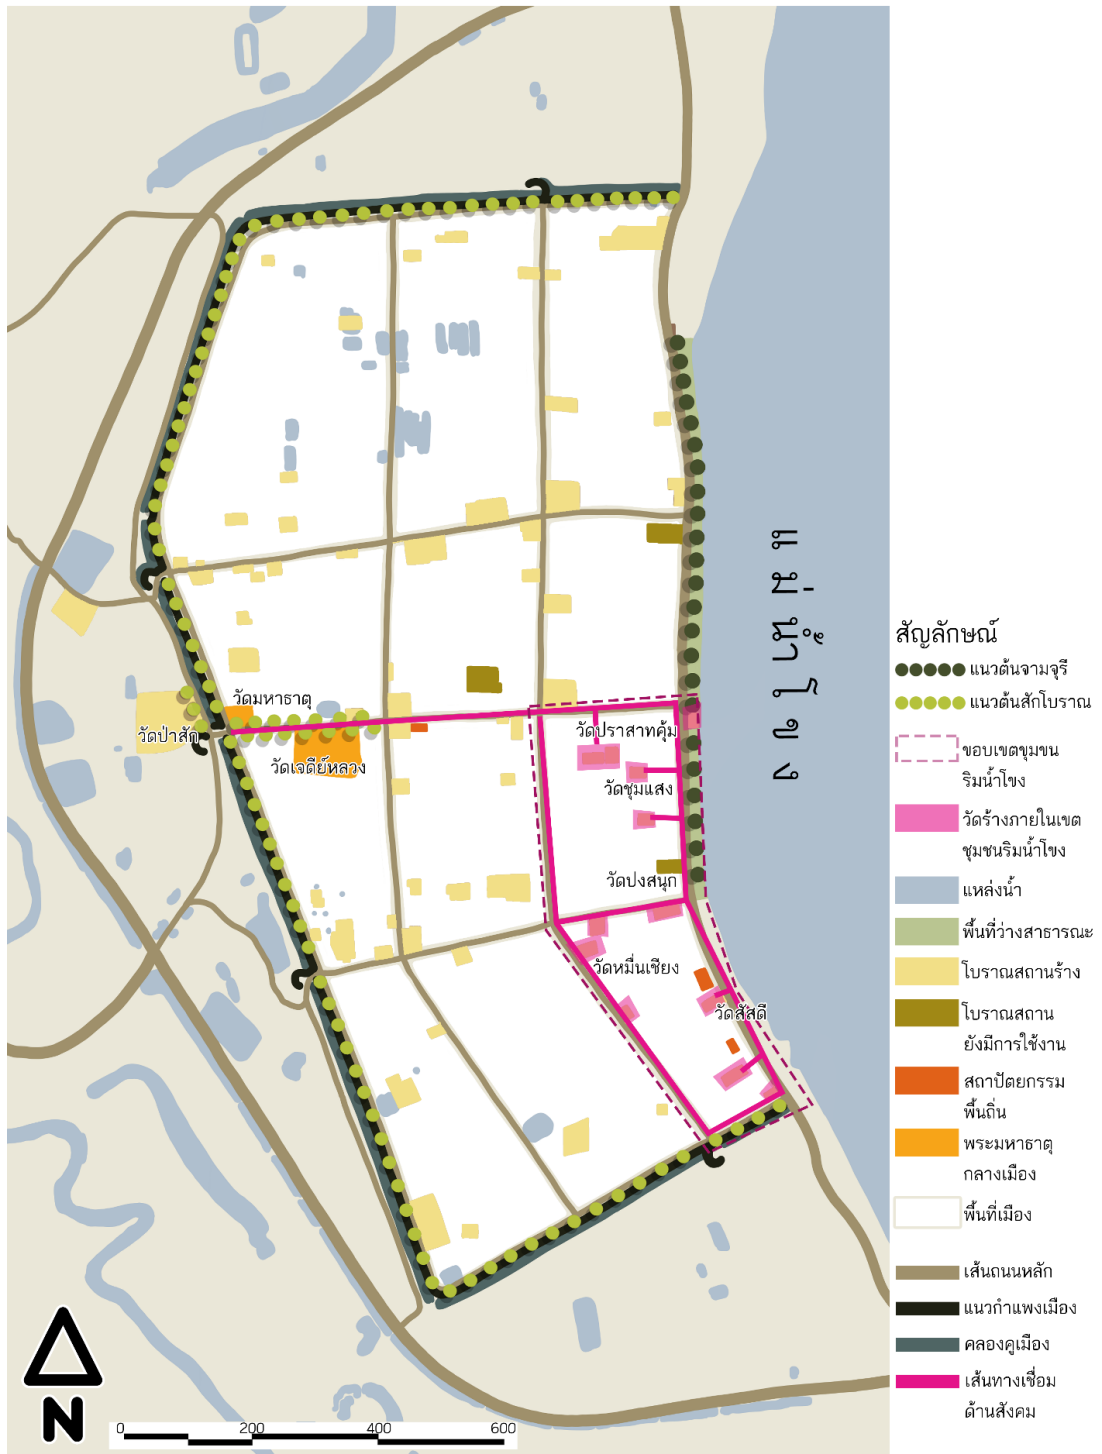 วัดมหาธาตุ
วัดป่าสัก
วัดเจดีย์หลวง
วัดปราสาทคุ้ม
วัดชุมแสง
วัดปงสนุก
วัดหมื่นเชียง
วัดสัสดี
แม่น้ำโขง
สัญลักษณ์
แนวต้นจามจุรี
แนวต้นสักโบราณ
ขอบเขตชุมชน
ริมน้ำโขง
วัดร้างภายในเขต
ชุมชนริมน้ำโขง
แหล่งน้ำ
พื้นที่ว่างสาธารณะ
โบราณสถานร้าง
โบราณสถาน
ยังมีการใช้งาน
สถาปัตยกรรม
พื้นถิ่น
พระมหาธาตุ
กลางเมือง
พื้นที่เมือง
เส้นถนนหลัก
แนวกำแพงเมือง
คลองคูเมือง
เส้นทางเชื่อม
ด้านสังคม
N
0 200 400 600